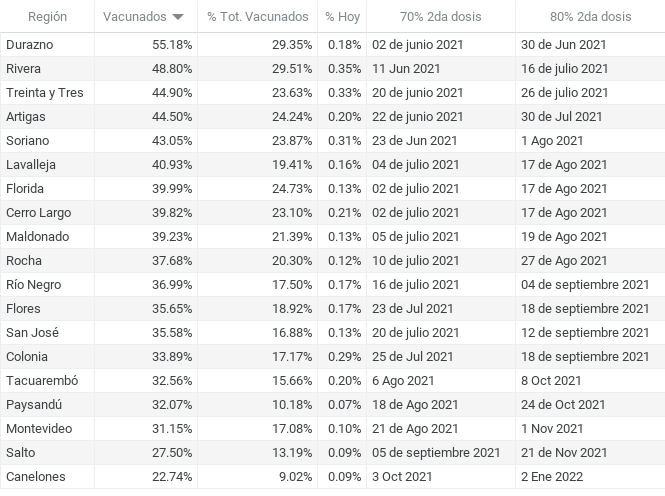 Región Vacunados % Tot. Vacunados % Hoy 70% 2da dosis 80% 2da dosis
Durazno 55.18% 29.35% 0.18% 02 de junio 2021 30 de Jun 2021
Rivera 48.80% 29.51% 0.35% 11 Jun 2021 16 de julio 2021
Treinta y Tres 44.90% 23.63% 0.33% 20 de junio 2021 26 de julio 2021
Artigas 44.50% 24.24% 0.20% 22 de junio 2021 30 de Jul 2021
Soriano 43.05% 23.87% 0.31% 23 de Jun 2021 1 Ago 2021
Lavalleja 40.93% 19.41% 0.16% 04 de julio 2021 17 de Ago 2021
Florida 39.99% 24.73% 0.13% 02 de julio 2021 17 de Ago 2021
Cerro Largo 39.82% 23.10% 0.21% 02 de julio 2021 17 de Ago 2021
Maldonado 39.23% 21.39% 0.13% 05 de julio 2021 19 de Ago 2021
Rocha 37.68% 20.30% 0.12% 10 de julio 2021 27 de Ago 2021
Río Negro 36.99% 17.50% 0.17% 16 de julio 2021 04 de septiembre 2021
Flores 35.65% 18.92% 0.17% 23 de Jul 2021 18 de septiembre 2021
San José 35.58% 16.88% 0.13% 20 de julio 2021 12 de septiembre 2021
Colonia 33.89% 17.17% 0.29% 25 de Jul 2021 18 de septiembre 2021
Tacuarembó 32.56% 15.66% 0.20% 6 Ago 2021 8 Oct 2021
Paysandú 32.07% 10.18% 0.07% 18 de Ago 2021 24 de Oct 2021
Montevideo 31.15% 17.08% 0.10% 21 de Ago 2021 1 Nov 2021
Salto 27.50% 13.19% 0.09% 05 de septiembre 2021 21 de Nov 2021
Canelones 22.74% 9.02% 0.09% 3 Oct 2021 2 Ene 2022